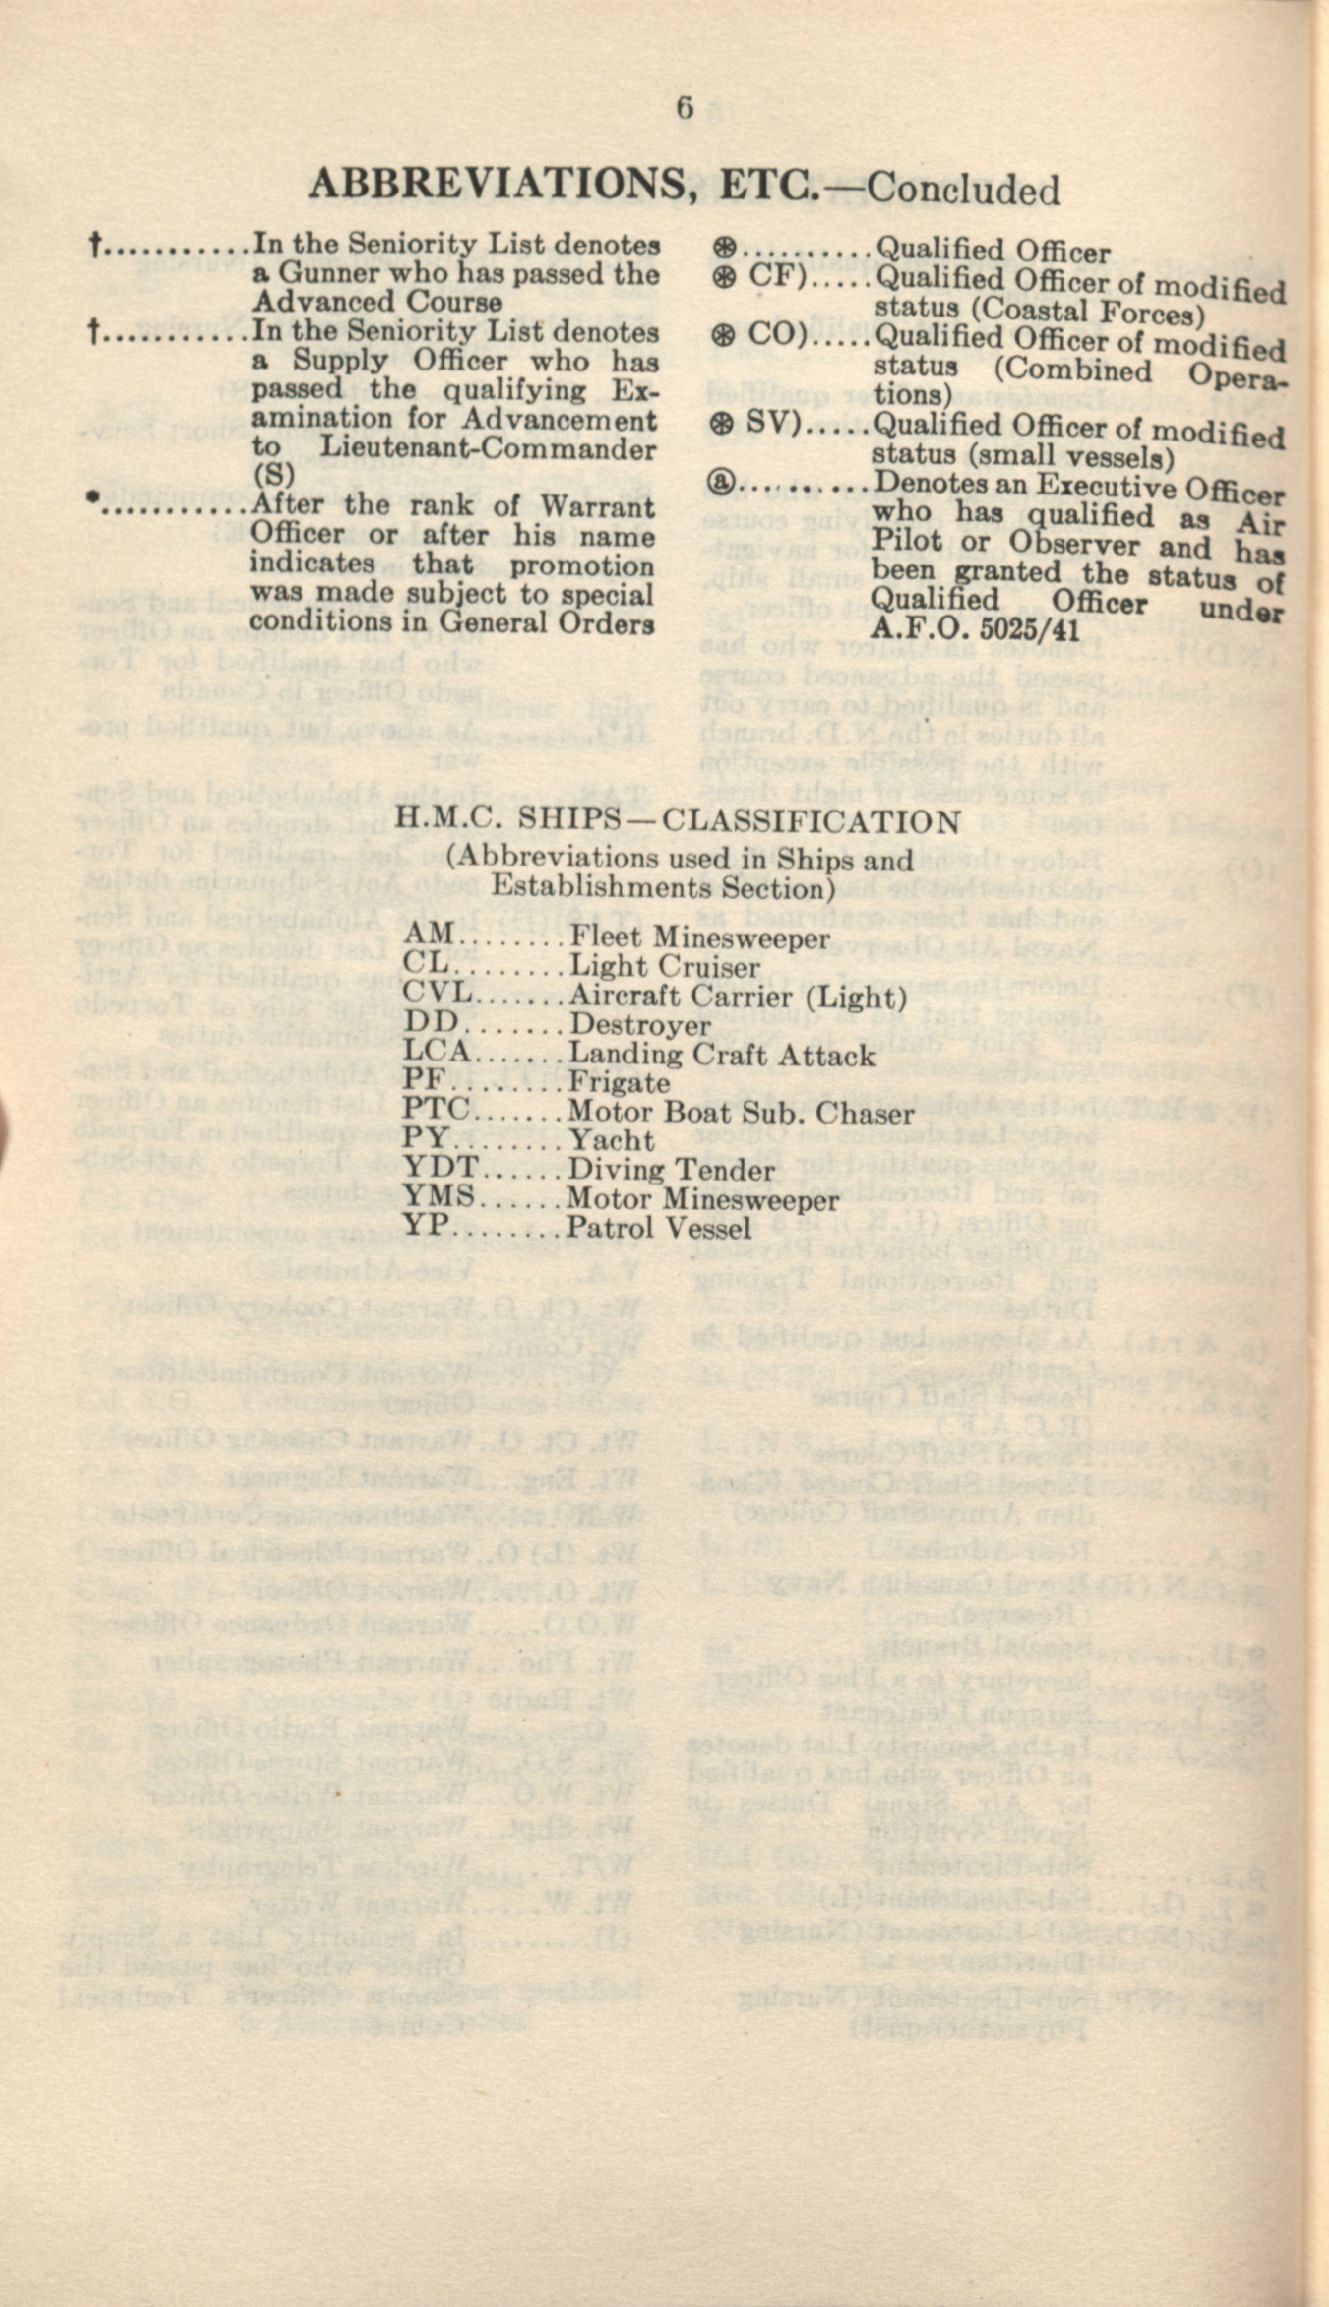 6
ABBREVIATIONS, ETC.—Concluded
†...........In the Seniority List denotes
a Gunner who has passed the
Advanced Course
†...........In the Seniority List denotes
a Supply Officer who has
passed the qualifying Ex-
amination for Advancement
to Lieutenant-Commander
(S)
*...........After the rank of Warrant
Officer or after his name
indicates that promotion
was made subject to special
conditions in General Orders
⊛..........Qualified Officer
⊛ CF).....Qualified Officer of modified
status (Coastal Forces)
⊛ CO).....Qualified Officer of modified
status (Combined Opera-
tions)
⊛ SV).....Qualified Officer of modified
status (small vessels)
ⓐ..........Denotes an Executive Officer
who has qualified as Air
Pilot or Observer and has
been granted the status of
Qualified Officer under
A.F.O. 5025/41
H.M.C. SHIPS—CLASSIFICATION
(Abbreviations used in Ships and
Establishments Section)
AM........Fleet Minesweeper
CL........Light Cruiser
CVL.......Aircraft Carrier (Light)
DD........Destroyer
LCA.......Landing Craft Attack
PF........Frigate
PTC.......Motor Boat Sub. Chaser
PY........Yacht
YDT......Diving Tender
YMS......Motor Minesweeper
YP........Patrol Vessel